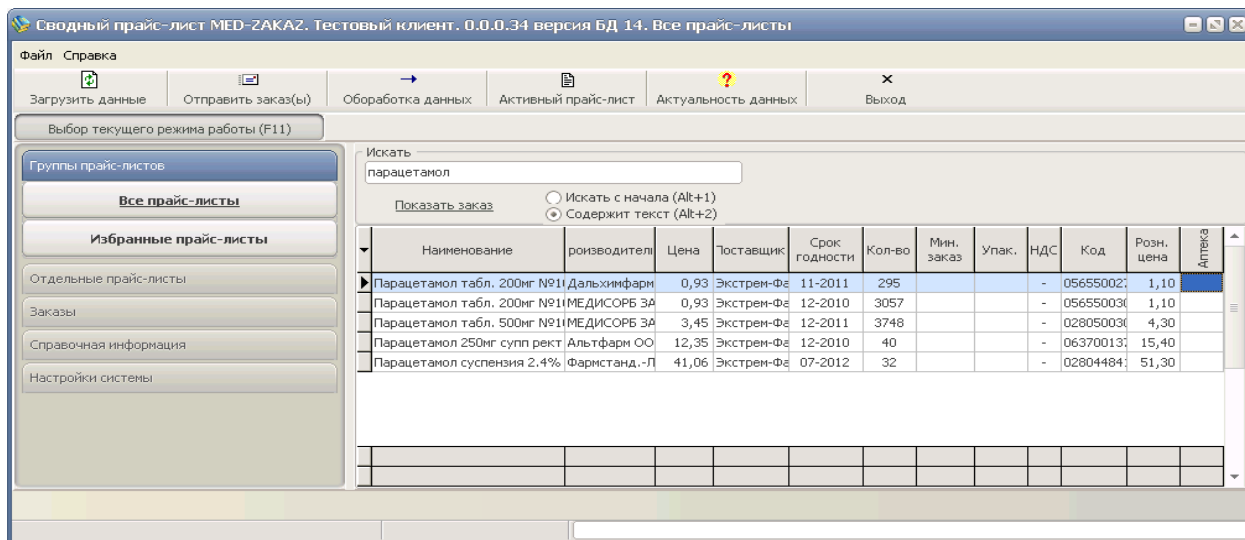 Сводный прайс-лист MED-ZAKAZ. Тестовый клиент. 0.0.0.34 версия БД 14. Все прайс-листы
Файл Справка
Загрузить данные Отправить заказ(ы) Обоработка данных Активный прайс-лист Актуальность данных Выход
Выбор текущего режима работы (F11)
Группы прайс-листов
Все прайс-листы
Избранные прайс-листы
Отдельные прайс-листы
Заказы
Справочная информация
Настройки системы
Искать
парацетамол
Показать заказ
Искать с начала (Alt+1)
Содержит текст (Alt+2)
Наименование роизводител Цена Поставщик Срок годности Кол-во Мин. заказ Упак. НДС Код Розн. цена Аптека
Парацетамол табл. 200мг №1 Дальхимфарм 0,93 Экстрем-Фа 11-2011 295 - 05655002 1,10
Парацетамол табл. 200мг №1 МЕДИСОРБ ЗА 0,93 Экстрем-Фа 12-2010 3057 - 05655003 1,10
Парацетамол табл. 500мг №1 МЕДИСОРБ ЗА 3,45 Экстрем-Фа 12-2011 3748 - 02805003 4,30
Парацетамол 250мг супп рект Альтфарм ОО 12,35 Экстрем-Фа 12-2010 40 - 06370013 15,40
Парацетамол суспензия 2.4% Фармстанд.-Л 41,06 Экстрем-Фа 07-2012 32 - 02804484 51,30